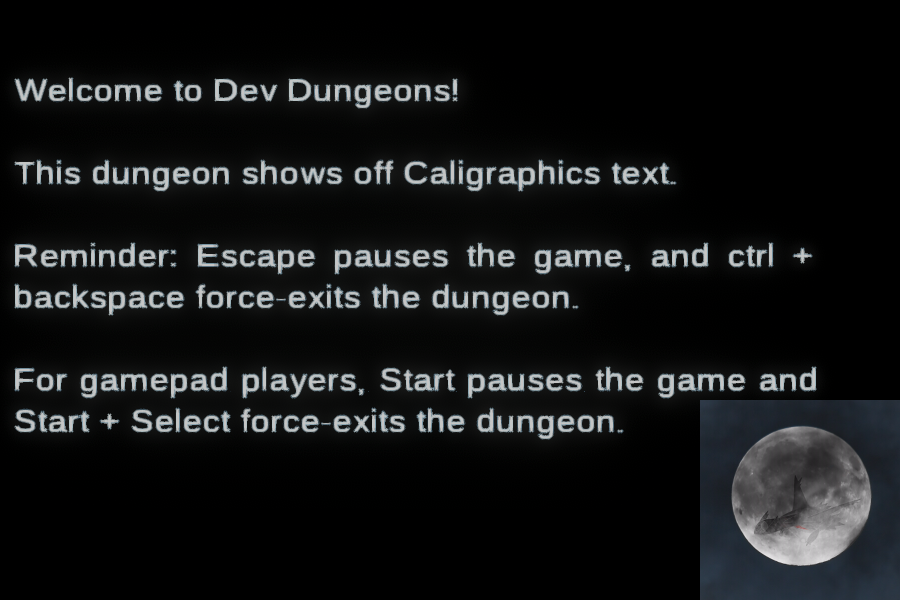 Welcome to Dev Dungeons!
This dungeon shows off Caligraphics text.
Reminder: Escape pauses the game, and ctrl +
backspace force-exits the dungeon.
For gamepad players, Start pauses the game and
Start + Select force-exits the dungeon.